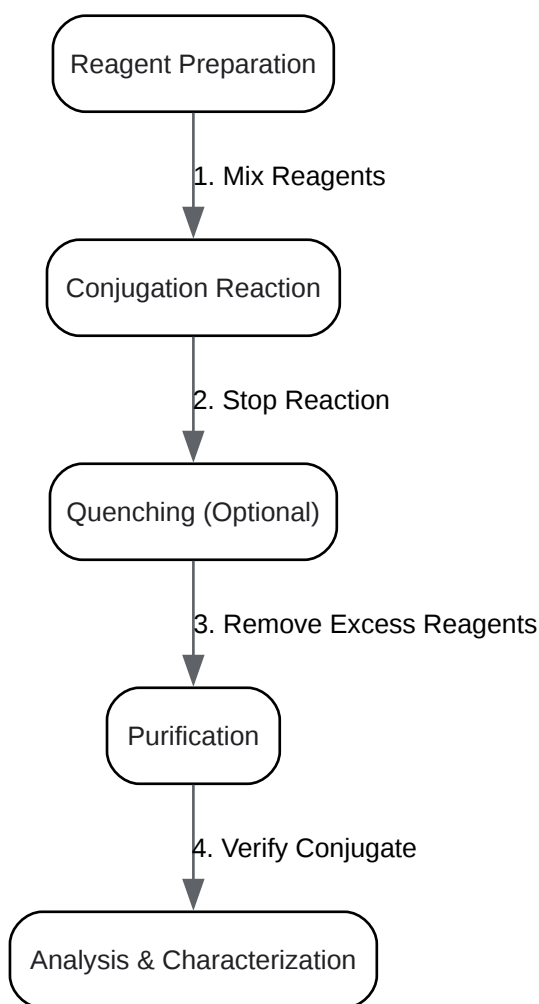 Reagent Preparation
1. Mix Reagents
Conjugation Reaction
2. Stop Reaction
Quenching (Optional)
3. Remove Excess Reagents
Purification
4. Verify Conjugate
Analysis & Characterization